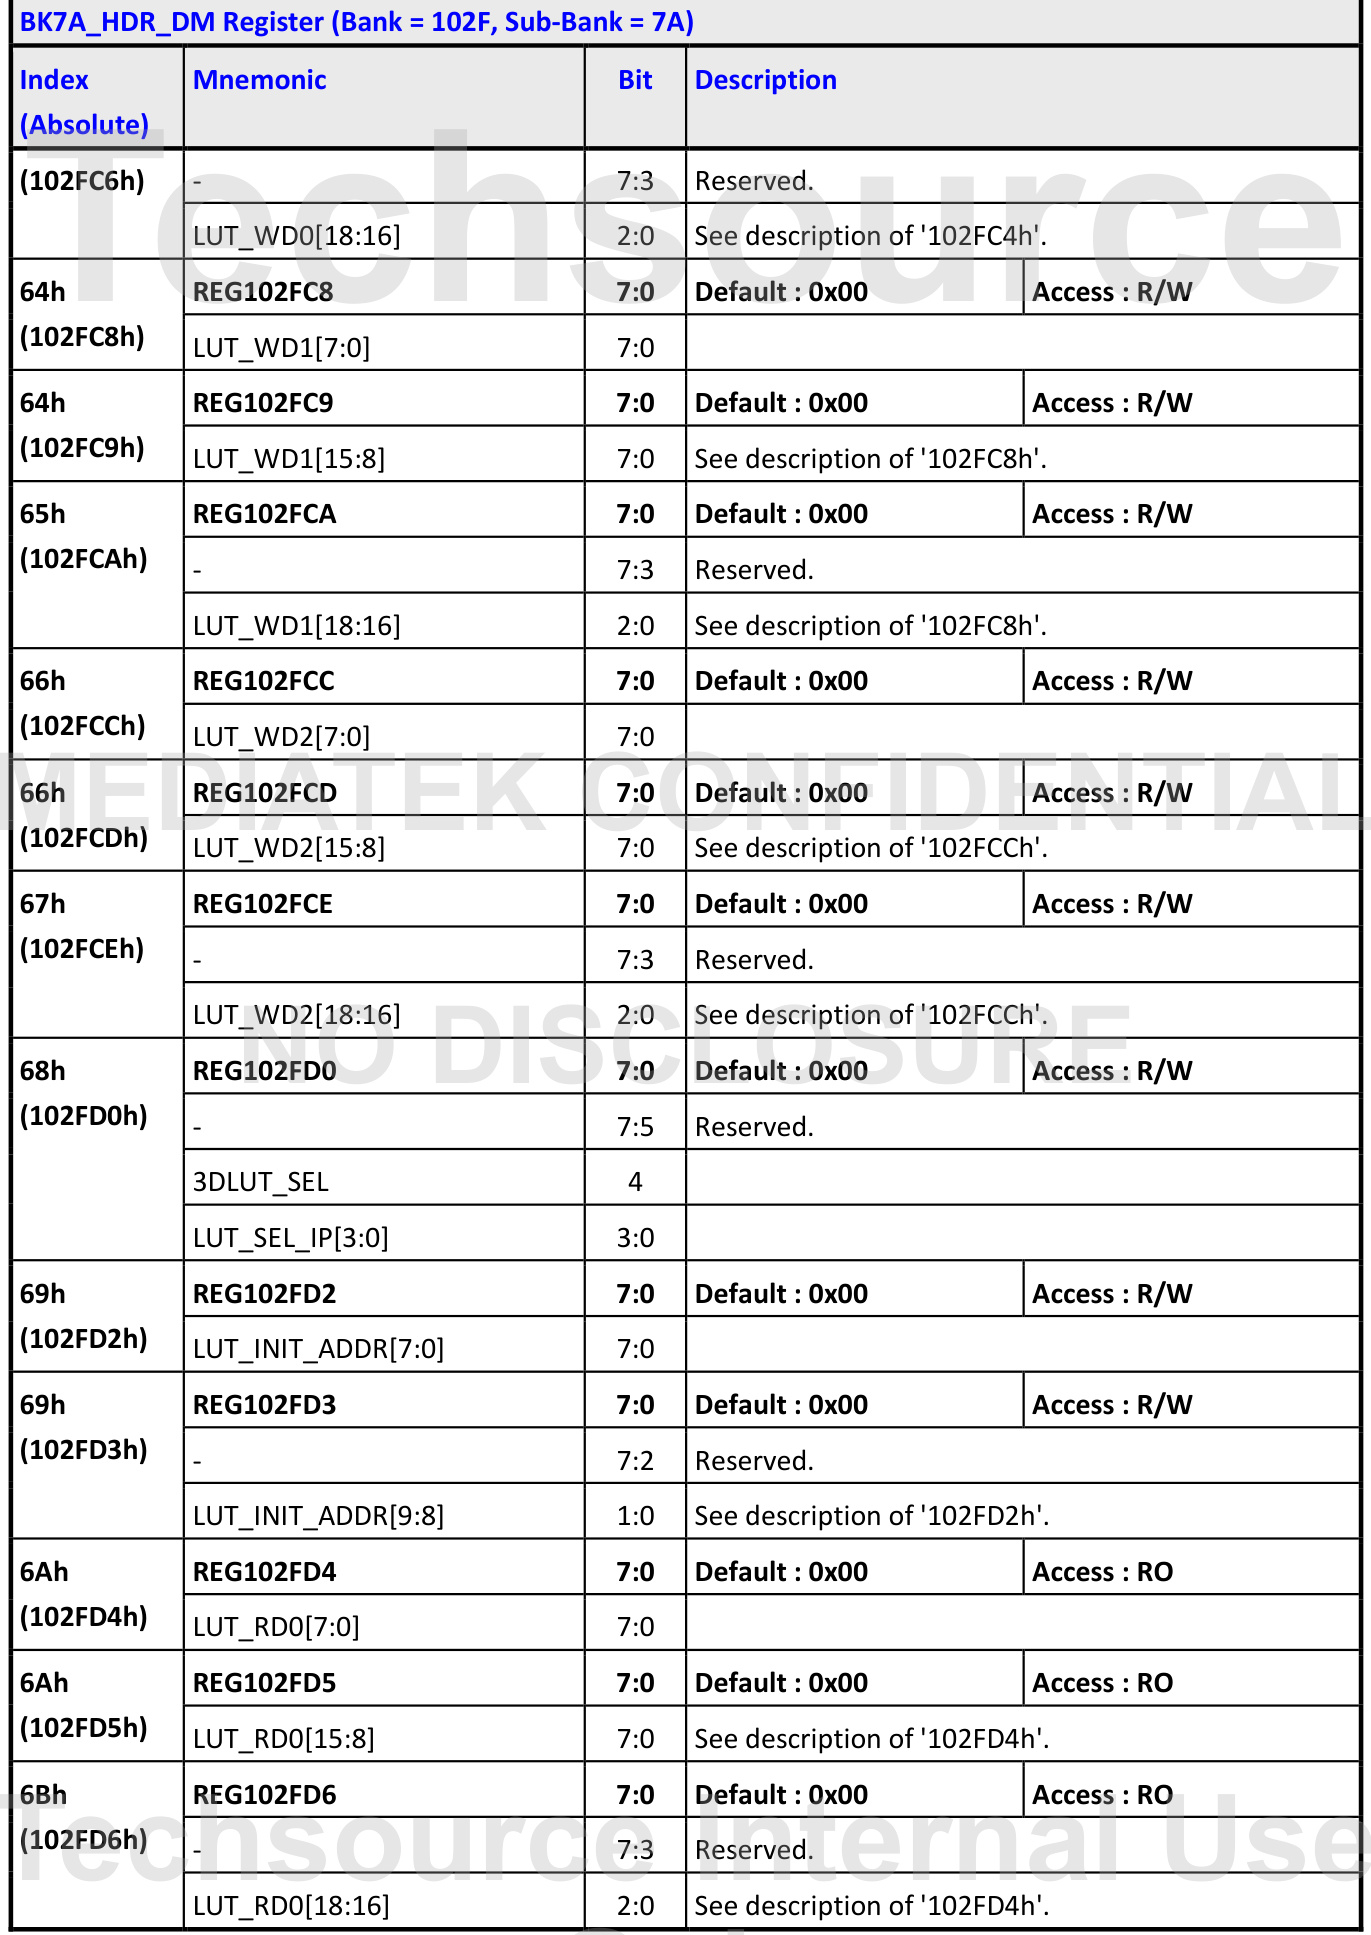 BK7A_HDR_DM Register (Bank = 102F, Sub-Bank = 7A)
Index (Absolute) Mnemonic Bit Description
(102FC6h) - 7:3 Reserved.
LUT_WD0[18:16] 2:0 See description of '102FC4h'.
64h (102FC8h) REG102FC8 7:0 Default : 0x00 Access : R/W
LUT_WD1[7:0] 7:0
64h (102FC9h) REG102FC9 7:0 Default : 0x00 Access : R/W
LUT_WD1[15:8] 7:0 See description of '102FC8h'.
65h (102FCAh) REG102FCA 7:0 Default : 0x00 Access : R/W
- 7:3 Reserved.
LUT_WD1[18:16] 2:0 See description of '102FC8h'.
66h (102FCCh) REG102FCC 7:0 Default : 0x00 Access : R/W
LUT_WD2[7:0] 7:0
66h (102FCDh) REG102FCD 7:0 Default : 0x00 Access : R/W
LUT_WD2[15:8] 7:0 See description of '102FCCh'.
67h (102FCEh) REG102FCE 7:0 Default : 0x00 Access : R/W
- 7:3 Reserved.
LUT_WD2[18:16] 2:0 See description of '102FCCh'.
68h (102FD0h) REG102FD0 7:0 Default : 0x00 Access : R/W
- 7:5 Reserved.
3DLUT_SEL 4
LUT_SEL_IP[3:0] 3:0
69h (102FD2h) REG102FD2 7:0 Default : 0x00 Access : R/W
LUT_INIT_ADDR[7:0] 7:0
69h (102FD3h) REG102FD3 7:0 Default : 0x00 Access : R/W
- 7:2 Reserved.
LUT_INIT_ADDR[9:8] 1:0 See description of '102FD2h'.
6Ah (102FD4h) REG102FD4 7:0 Default : 0x00 Access : RO
LUT_RD0[7:0] 7:0
6Ah (102FD5h) REG102FD5 7:0 Default : 0x00 Access : RO
LUT_RD0[15:8] 7:0 See description of '102FD4h'.
6Bh (102FD6h) REG102FD6 7:0 Default : 0x00 Access : RO
- 7:3 Reserved.
LUT_RD0[18:16] 2:0 See description of '102FD4h'.
Techsource
MEDIATEK CONFIDENTIAL
NO DISCLOSURE
Techsource Internal Use